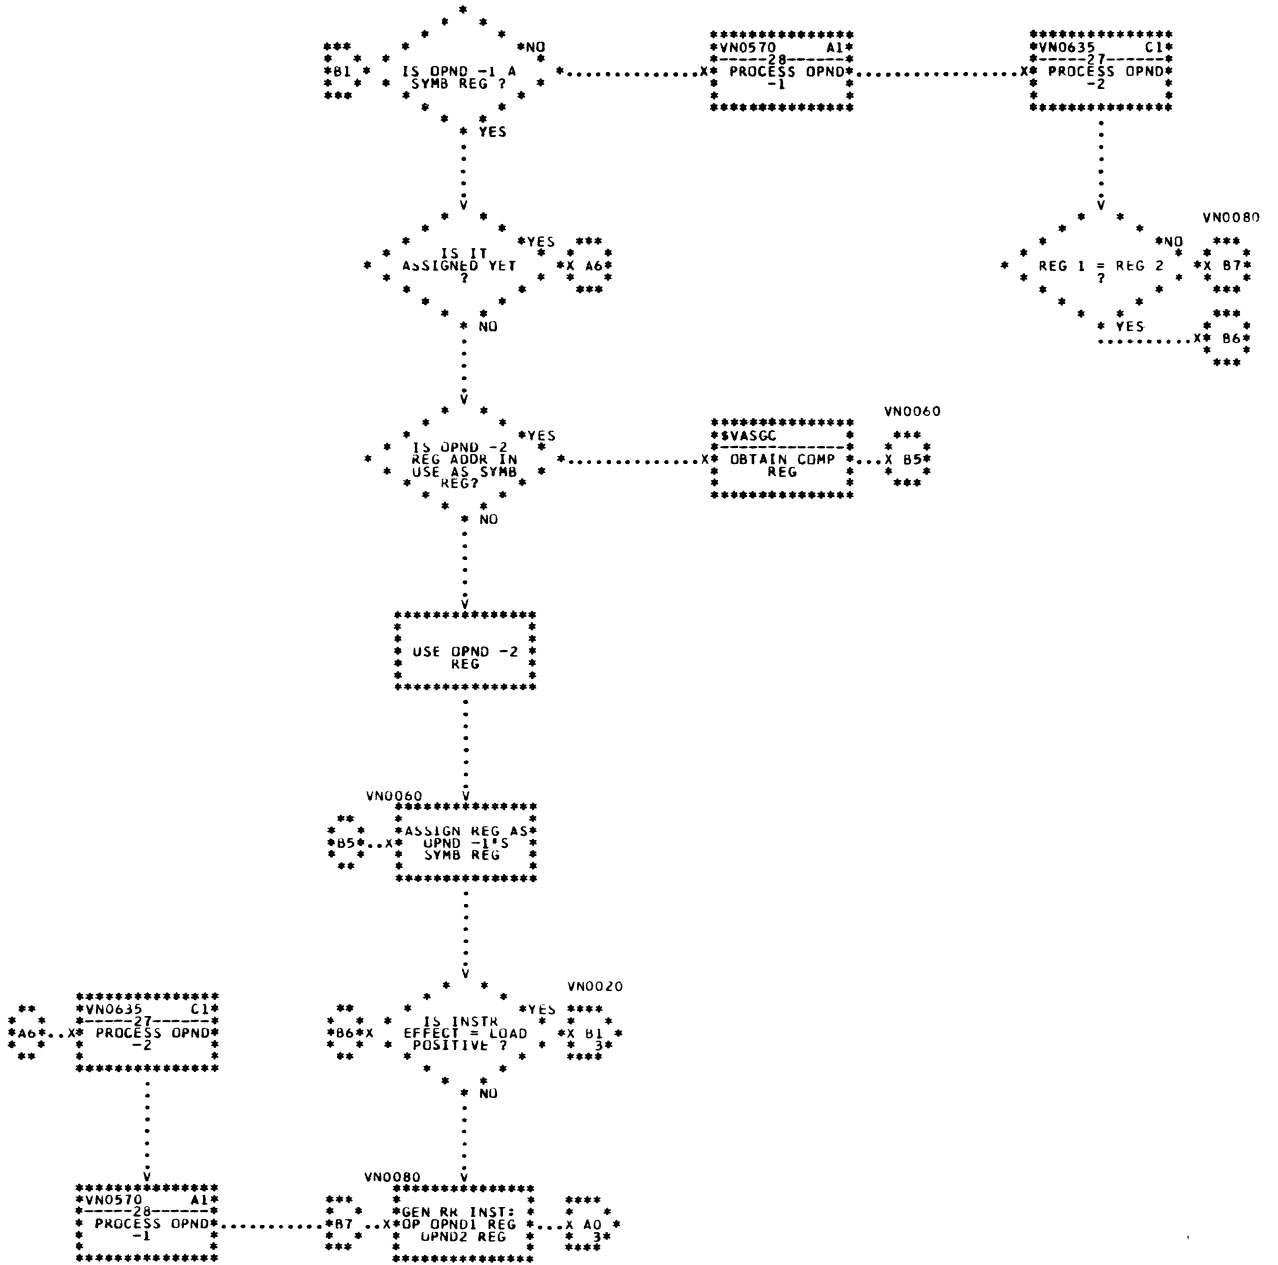 *NO
B1
IS OPND -1 A
SYMB REG ?
YES
VN0570 A1
28
PROCESS OPND
-1
VN0635 C1
27
PROCESS OPND
-2
IS IT
ASSIGNED YET
?
YES
A6
NO
REG 1 = REG 2
?
NO
VN0080
B7
YES
B6
IS OPND -2
REG ADDR IN
USE AS SYMB
REG?
YES
NO
$VASGC
OBTAIN COMP
REG
VN0060
B5
USE OPND -2
REG
VN0060
B5
ASSIGN REG AS
OPND -1'S
SYMB REG
A6
VN0635 C1
27
PROCESS OPND
-2
B6
IS INSTR
EFFECT = LOAD
POSITIVE ?
YES
VN0020
B1
3
NO
VN0570 A1
28
PROCESS OPND
-1
B7
VN0080
GEN RR INST:
OP OPND1 REG
OPND2 REG
A0
3